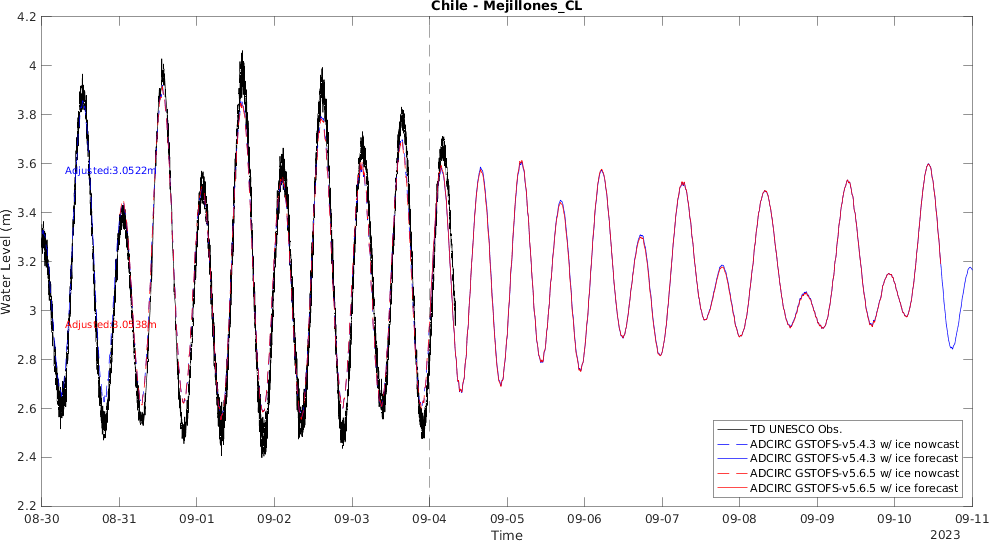 Chile - Mejillones_CL
4.2
4
3.8
3.6
3.4
3.2
3
2.8
2.6
2.4
2.2
Water Level (m)
Adjusted:3.0522m
Adjusted:3.0538m
TD UNESCO Obs.
ADCIRC GSTOFS-v5.4.3 w/ ice nowcast
ADCIRC GSTOFS-v5.4.3 w/ ice forecast
ADCIRC GSTOFS-v5.6.5 w/ ice nowcast
ADCIRC GSTOFS-v5.6.5 w/ ice forecast
08-30 08-31 09-01 09-02 09-03 09-04 09-05 09-06 09-07 09-08 09-09 09-10 09-11
Time
2023